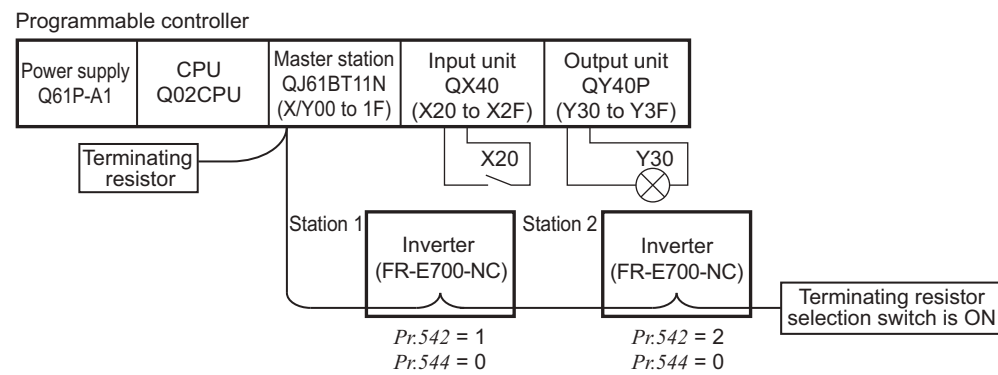 Programmable controller
Power supply
Q61P-A1
CPU
Q02CPU
Master station
QJ61BT11N
(X/Y00 to 1F)
Input unit
QX40
(X20 to X2F)
Output unit
QY40P
(Y30 to Y3F)
Terminating
resistor
X20
Y30
Station 1
Inverter
(FR-E700-NC)
Station 2
Inverter
(FR-E700-NC)
Terminating resistor
selection switch is ON
Pr.542 = 1
Pr.544 = 0
Pr.542 = 2
Pr.544 = 0